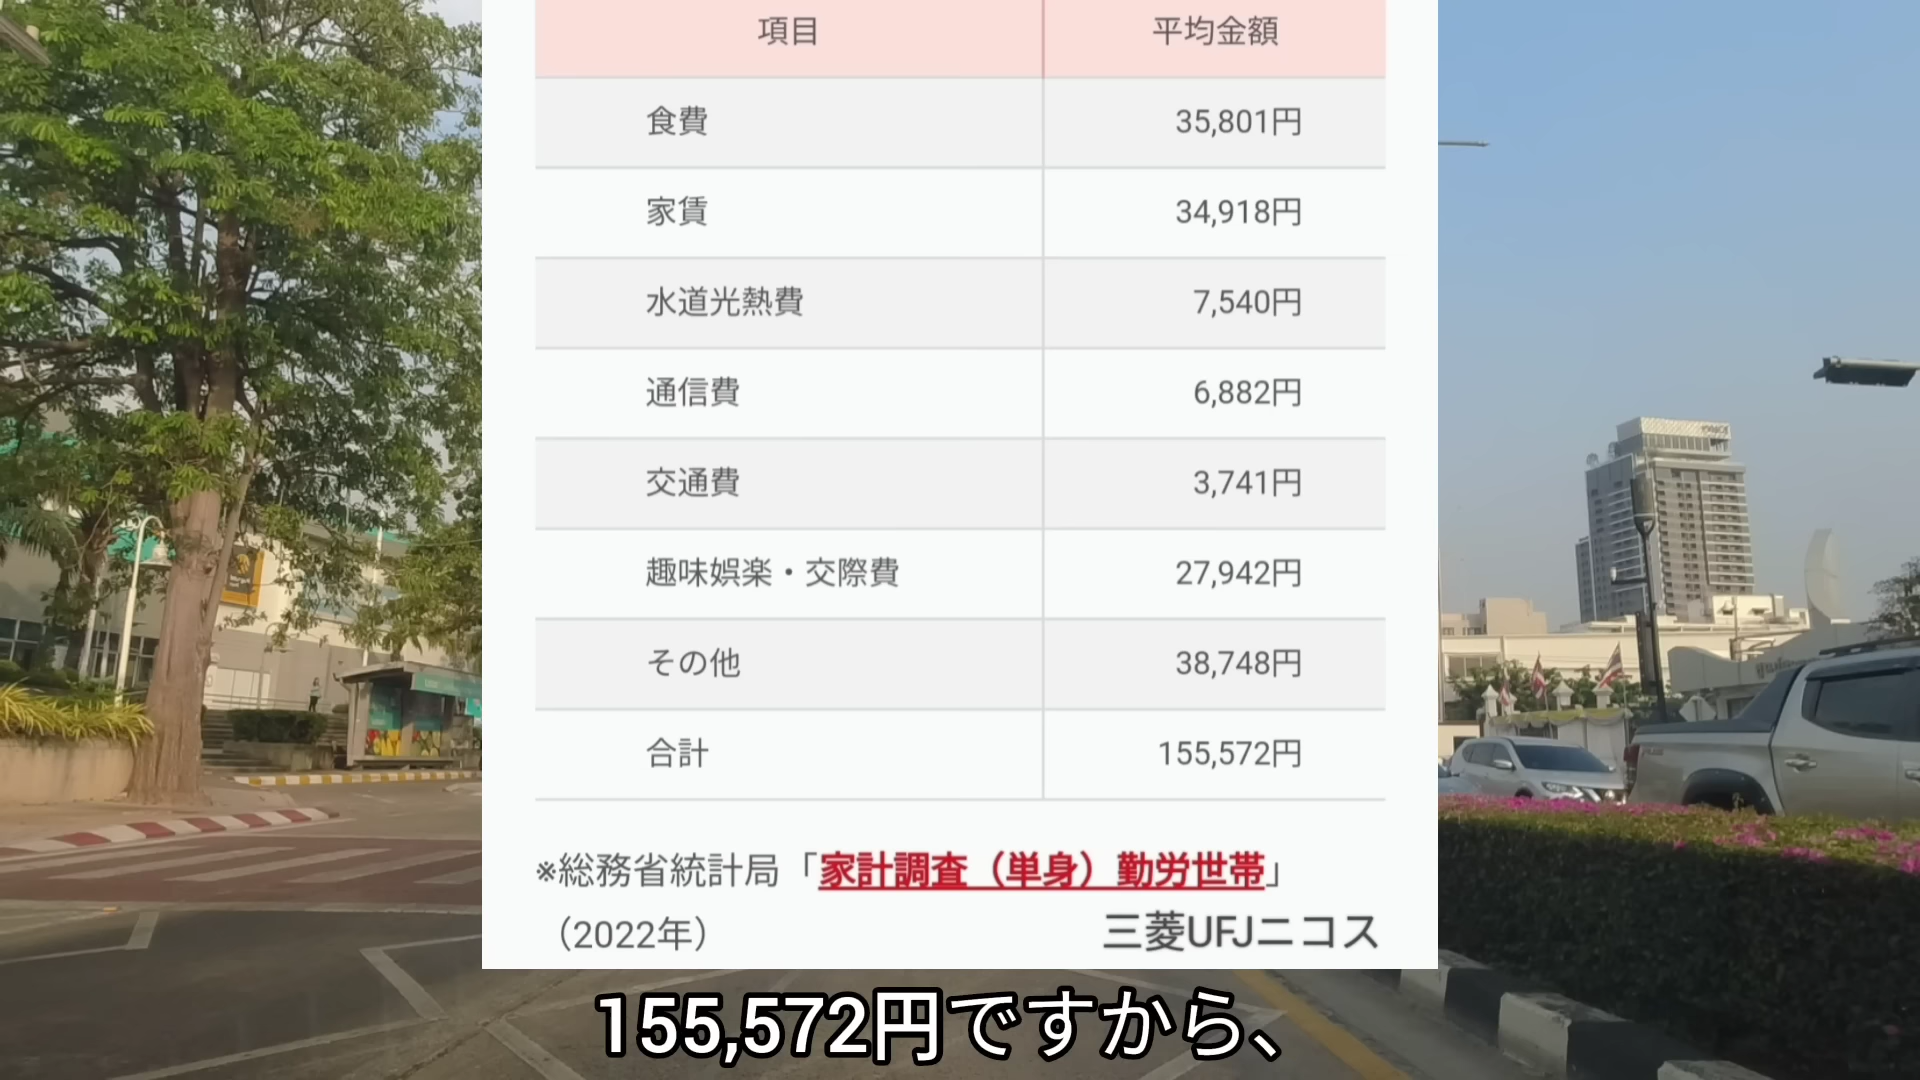 項目 平均金額
食費 35,801円
家賃 34,918円
水道光熱費 7,540円
通信費 6,882円
交通費 3,741円
趣味娯楽・交際費 27,942円
その他 38,748円
合計 155,572円
※総務省統計局「家計調査（単身）勤労世帯」
（2022年）
三菱UFJニコス
155,572円ですから、